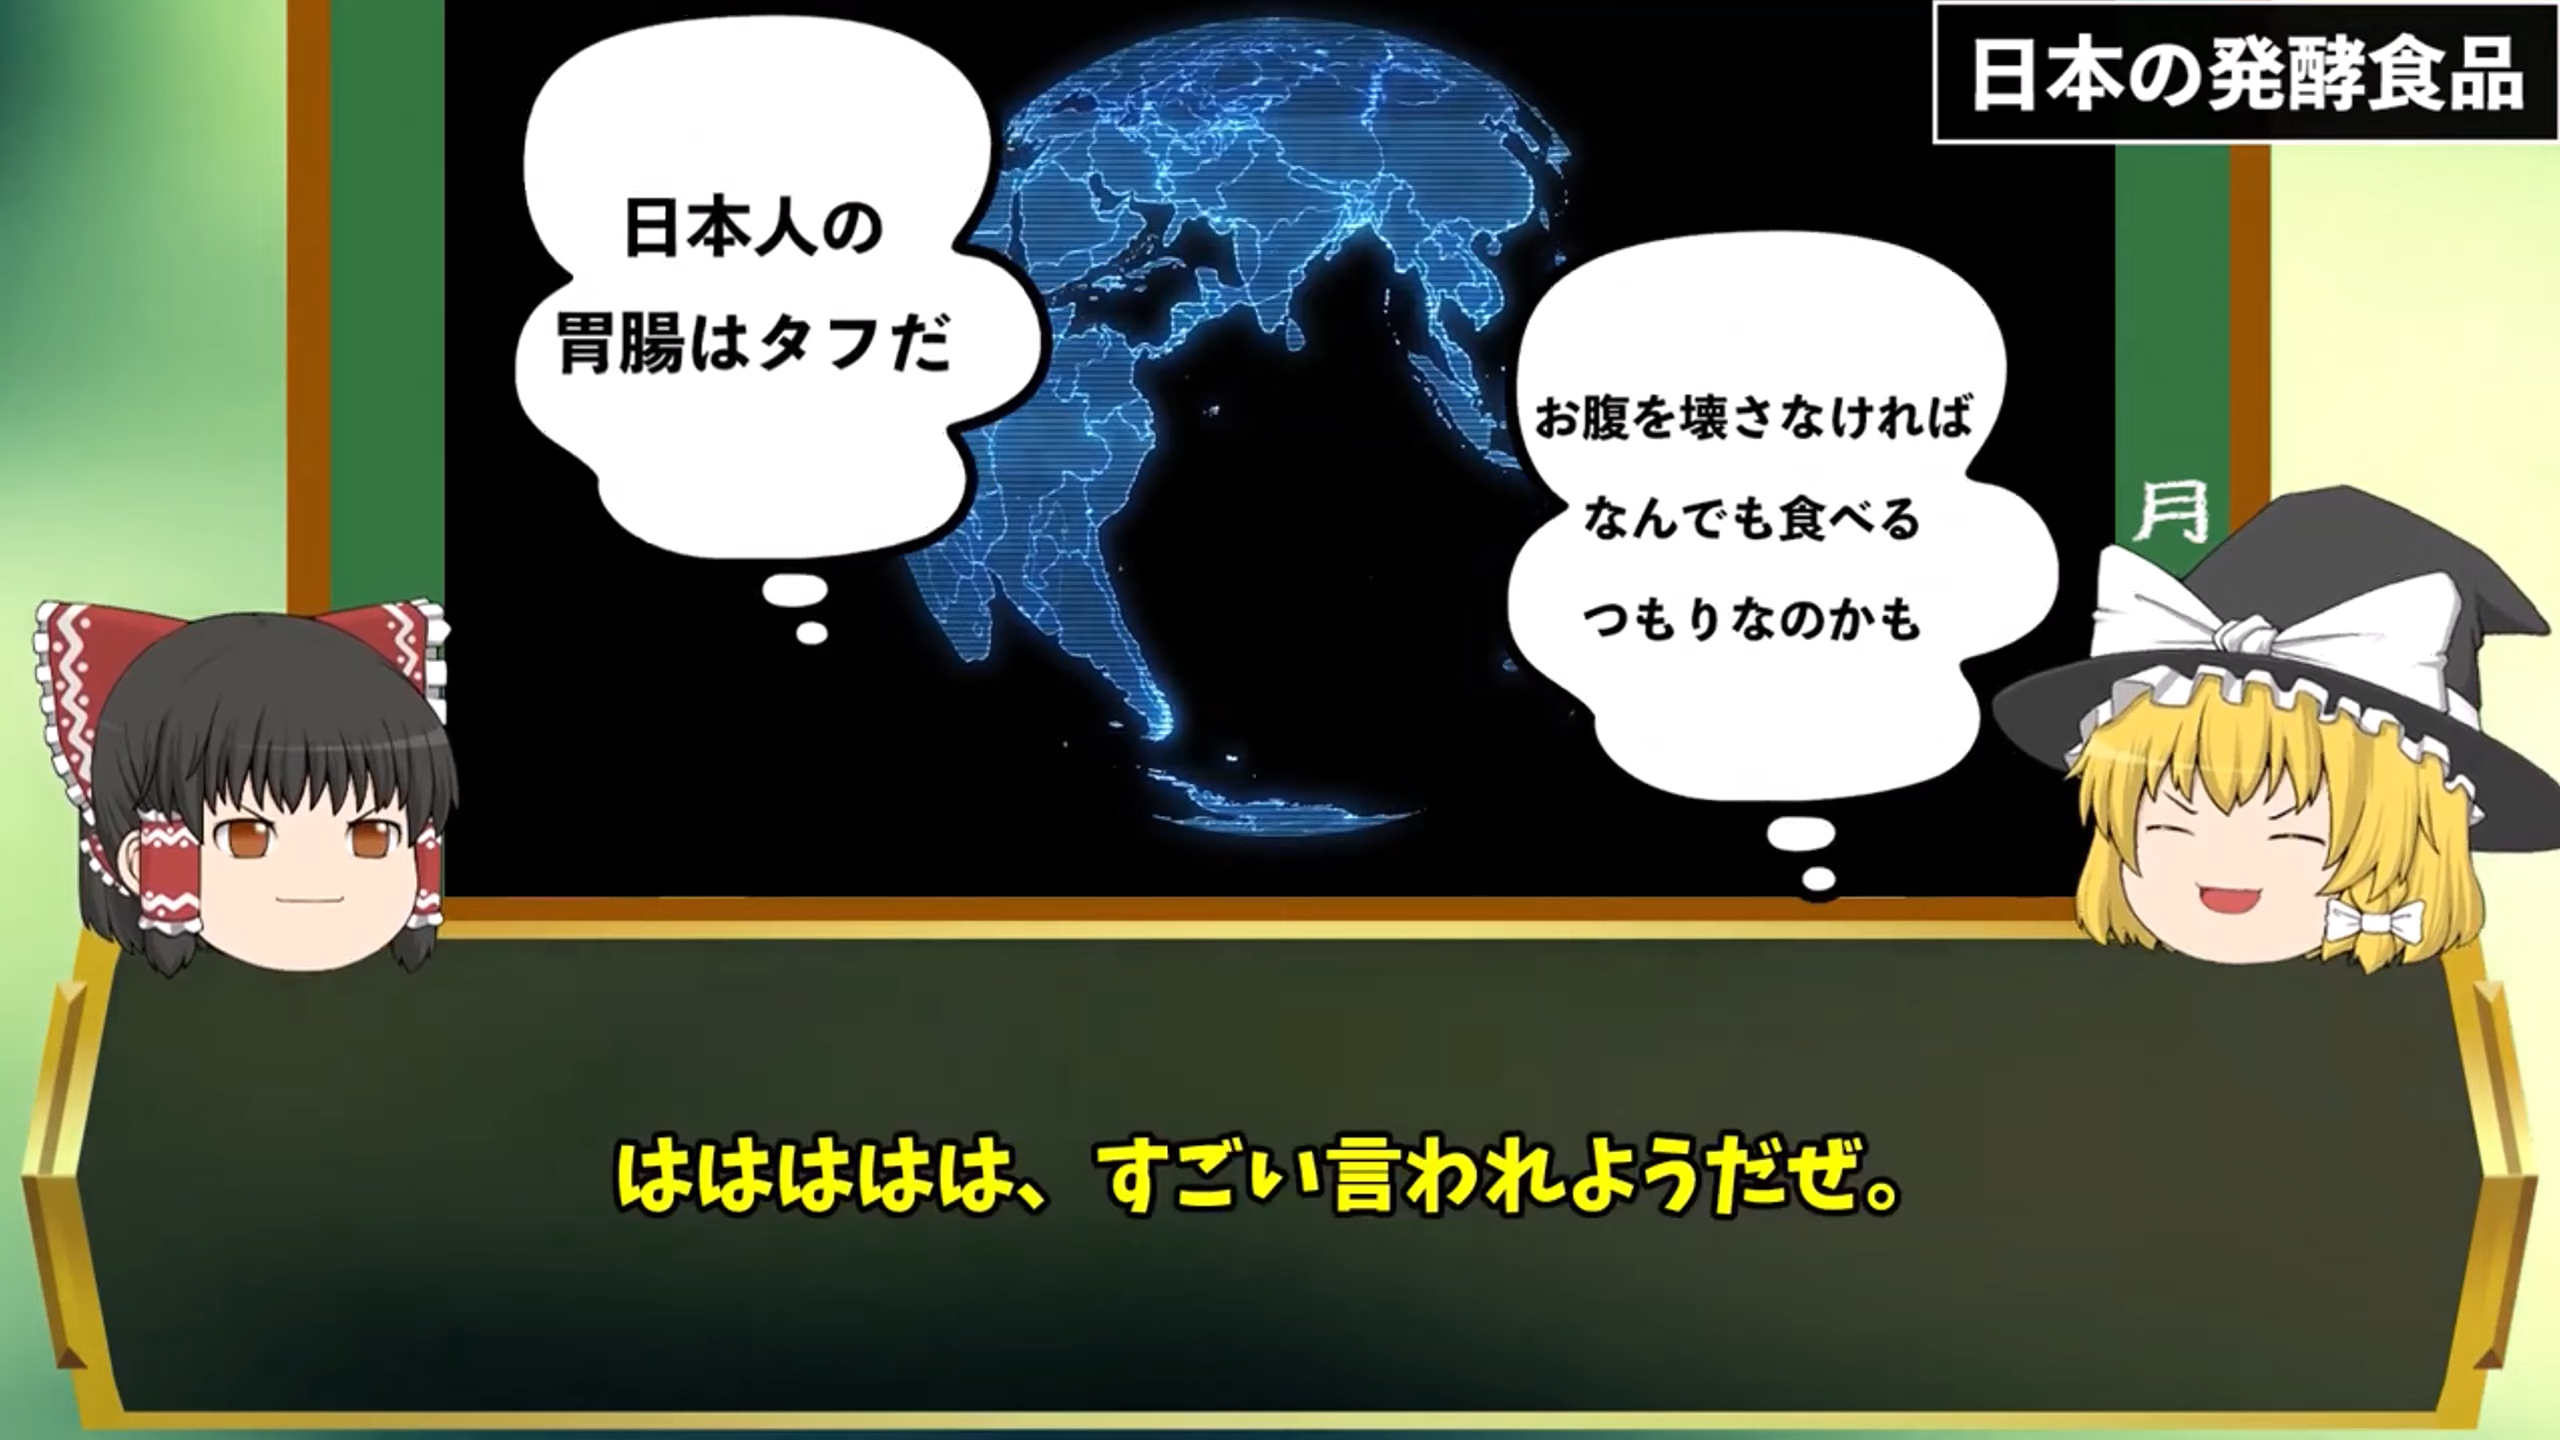 日本の発酵食品
日本人の
胃腸はタフだ
お腹を壊さなければ
なんでも食べる
つもりなのかも
月
ははははは、すごい言われようだぜ。